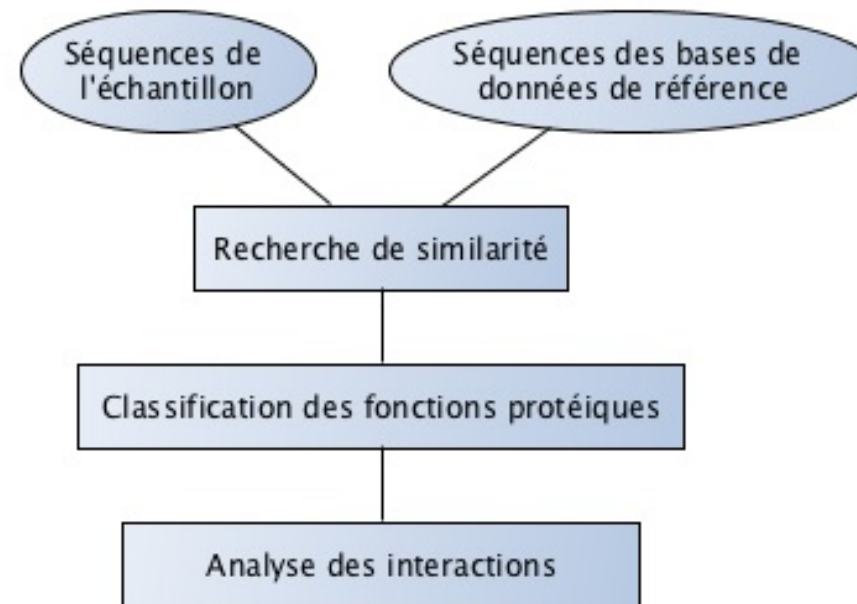 Séquences de
l'échantillon
Séquences des bases de
données de référence
Recherche de similarité
Classification des fonctions protéiques
Analyse des interactions